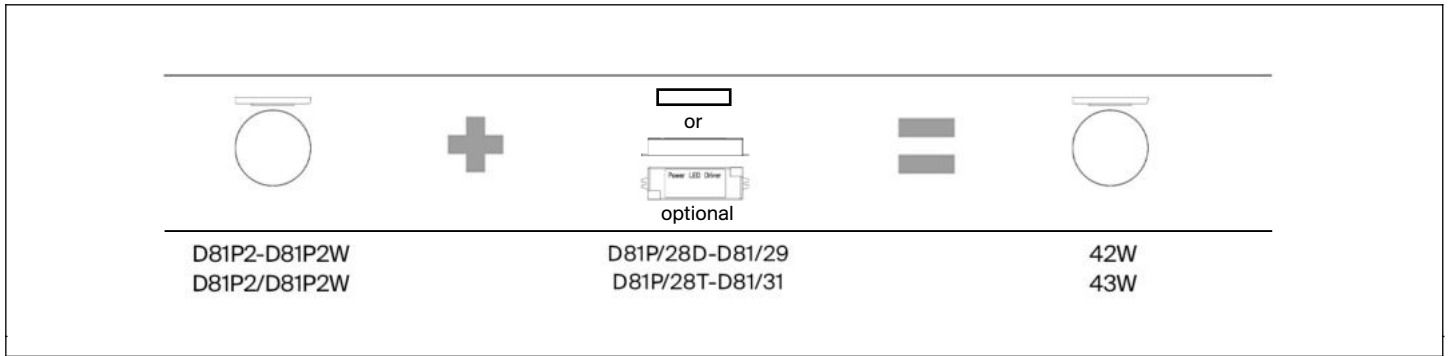 or
Power LED Driver
optional
D81P2-D81P2W D81P/28D-D81/29 42W
D81P2/D81P2W D81P/28T-D81/31 43W